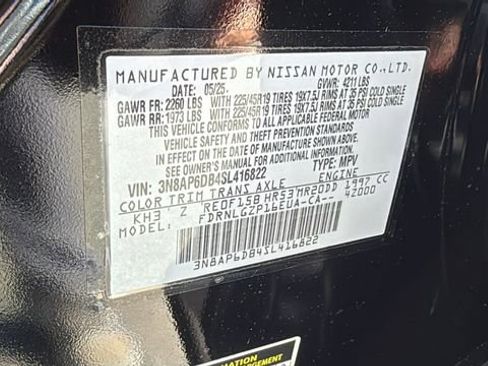 MANUFACTURED BY NISSAN MOTOR CO.,LTD.
DATE: 05/25 GVWR: 4211 LBS
GAWR FR: 2260 LBS WITH 225/45R19 TIRES 19X7.5J RIMS AT 35 PSI COLD SINGLE
GAWR RR: 1973 LBS WITH 225/45R19 TIRES 19X7.5J RIMS AT 35 PSI COLD SINGLE
THIS VEHICLE CONFORMS TO ALL APPLICABLE FEDERAL MOTOR
VEHICLE SAFETY AND THEFT PREVENTION STANDARDS
IN EFFECT ON THE DATE OF MANUFACTURE SHOWN ABOVE
SEE OWNER'S MANUAL FOR ADDITIONAL INFORMATION
VIN: 3N8AP6DB4SL416822 TYPE: MPV
COLOR TRIM TRANS AXLE ENGINE
KH3 Z RE0F15B HR53 MR20DD 1997 CC
MODEL: FDRNLGZP16EUA-CA-- 42000
3N8AP6DB4SL416822